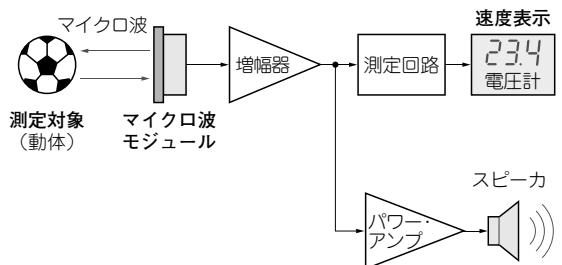 マイクロ波
測定対象
（動体）
マイクロ波
モジュール
増幅器
測定回路
速度表示
23.4
電圧計
パワー・
アンプ
スピーカ